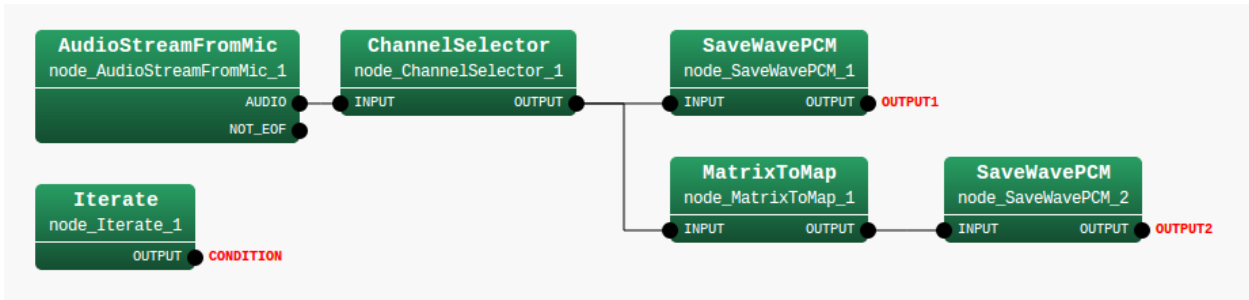 AudioStreamFromMic
node_AudioStreamFromMic_1
AUDIO
NOT_EOF
ChannelSelector
node_ChannelSelector_1
INPUT OUTPUT
SaveWavePCM
node_SaveWavePCM_1
INPUT OUTPUT OUTPUT1
MatrixToMap
node_MatrixToMap_1
INPUT OUTPUT
SaveWavePCM
node_SaveWavePCM_2
INPUT OUTPUT OUTPUT2
Iterate
node_Iterate_1
OUTPUT CONDITION